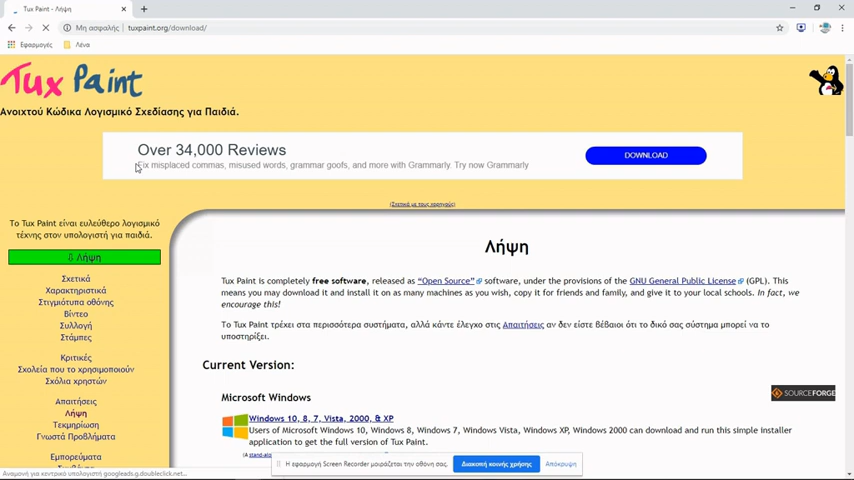 Tux Paint - Λήψη
Μη ασφαλής
tuxpaint.org/download/
Εφαρμογές
Λένα
Tux Paint
Ανοιχτού Κώδικα Λογισμικό Σχεδίασης για Παιδιά.
Over 34,000 Reviews
Fix misplaced commas, misused words, grammar goofs, and more with Grammarly. Try now Grammarly
DOWNLOAD
(Σχετικά με τους χορηγούς)
Το Tux Paint είναι ευλεύθερο λογισμικό
τέχνης στον υπολογιστή για παιδιά.
⇩ Λήψη
Σχετικά
Χαρακτηριστικά
Στιγμιότυπα οθόνης
Βίντεο
Συλλογή
Στάμπες
Κριτικές
Σχολεία που το χρησιμοποιούν
Σχόλια χρηστών
Απαιτήσεις
Λήψη
Τεκμηρίωση
Γνωστά Προβλήματα
Εμπορεύματα
Λήψη
Tux Paint is completely free software, released as “Open Source” software, under the provisions of the GNU General Public License (GPL). This
means you may download it and install it on as many machines as you wish, copy it for friends and family, and give it to your local schools. In fact, we
encourage this!
Το Tux Paint τρέχει στα περισσότερα συστήματα, αλλά κάντε έλεγχο στις Απαιτήσεις αν δεν είστε βέβαιοι ότι το δικό σας σύστημα μπορεί να το
υποστηρίξει.
Current Version:
SOURCEFORGE
Microsoft Windows
Windows 10, 8, 7, Vista, 2000, & XP
Users of Microsoft Windows 10, Windows 8, Windows 7, Windows Vista, Windows XP, Windows 2000 can download and run this simple installer
application to get the full version of Tux Paint.
(A stand-alo
Η εφαρμογή Screen Recorder μοιράζεται την οθόνη σας.
Διακοπή κοινής χρήσης
Απόκρυψη
Αναμονή για κεντρικό υπολογιστή googleads.g.doubleclick.net...